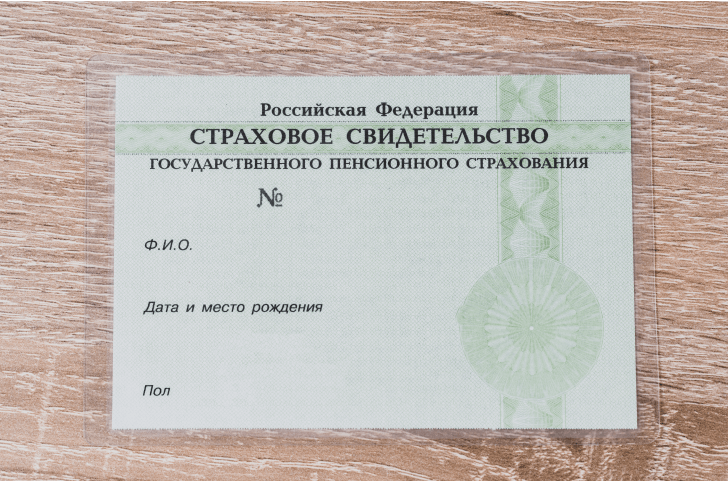 Российская Федерация
СТРАХОВОЕ СВИДЕТЕЛЬСТВО
ГОСУДАРСТВЕННОГО ПЕНСИОННОГО СТРАХОВАНИЯ
№
Ф.И.О.
Дата и место рождения
Пол